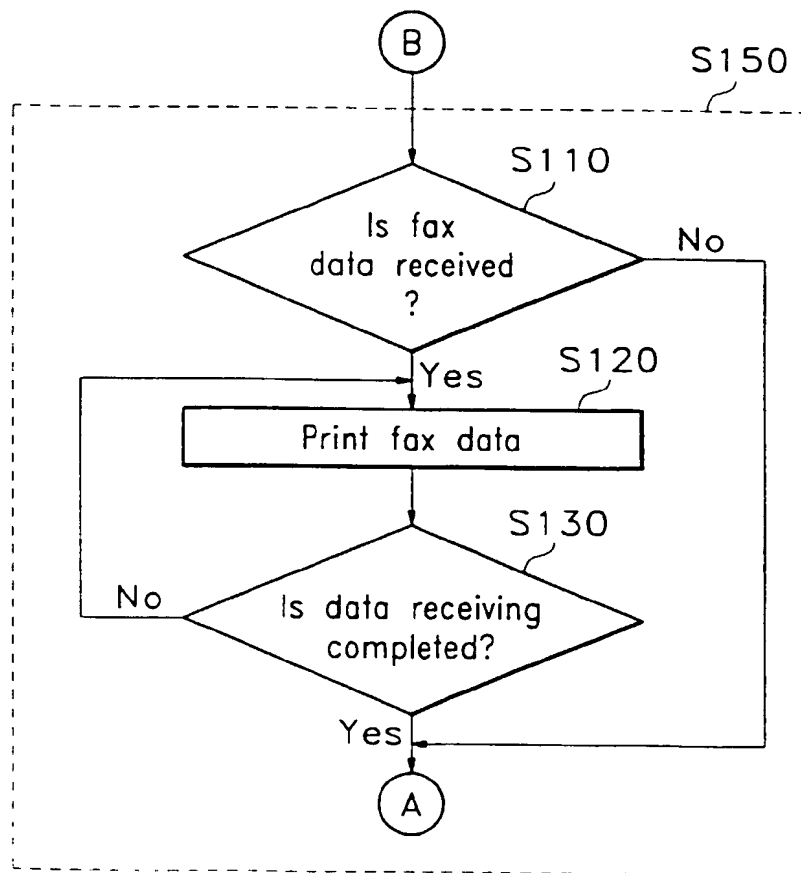 B
S150
S110
Is fax
data received
?
No
Yes
S120
Print fax data
S130
No
Is data receiving
completed?
Yes
A